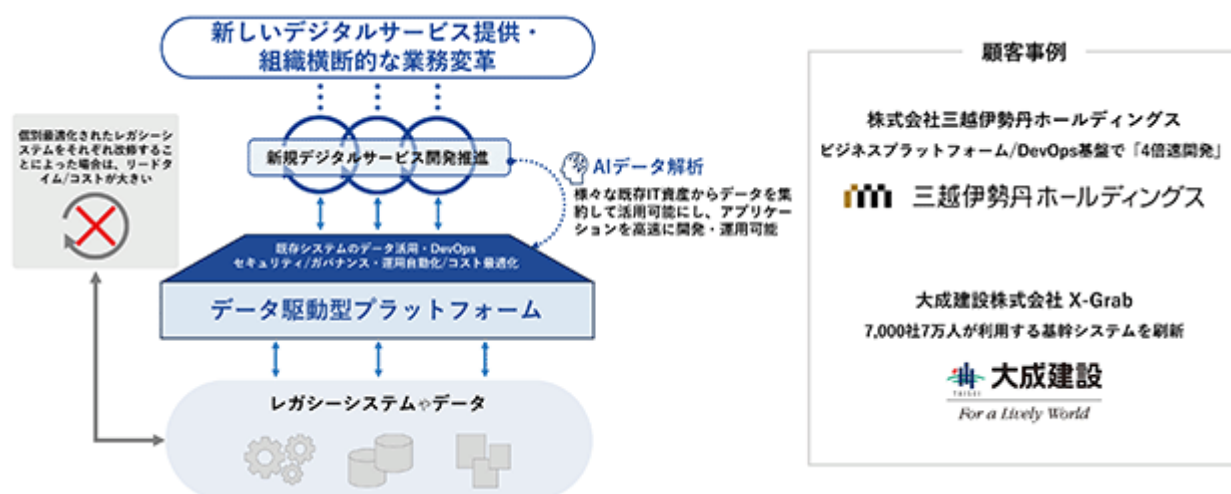 新しいデジタルサービス提供・
組織横断的な業務変革
個別最適化されたレガシーシ
ステムをそれぞれ改修するこ
とによった場合は、リードタ
イム/コストが大きい
新規デジタルサービス開発推進
AIデータ解析
様々な既存IT資産からデータを集
約して活用可能にし、アプリケー
ションを高速に開発・運用可能
既存システムのデータ活用・DevOps
セキュリティ/ガバナンス・運用自動化/コスト最適化
データ駆動型プラットフォーム
レガシーシステムやデータ
顧客事例
株式会社三越伊勢丹ホールディングス
ビジネスプラットフォーム/DevOps基盤で「4倍速開発」
三越伊勢丹ホールディングス
大成建設株式会社 X-Grab
7,000社7万人が利用する基幹システムを刷新
大成建設
TAISEI
For a Lively World